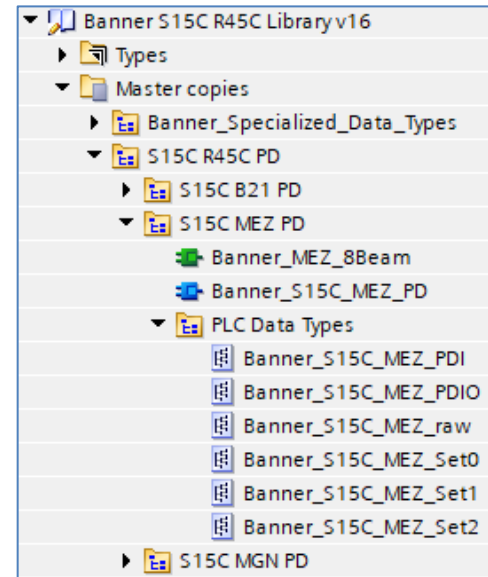 Banner S15C R45C Library v16
Types
Master copies
Banner_Specialized_Data_Types
S15C R45C PD
S15C B21 PD
S15C MEZ PD
Banner_MEZ_8Beam
Banner_S15C_MEZ_PD
PLC Data Types
Banner_S15C_MEZ_PDI
Banner_S15C_MEZ_PDIO
Banner_S15C_MEZ_raw
Banner_S15C_MEZ_Set0
Banner_S15C_MEZ_Set1
Banner_S15C_MEZ_Set2
S15C MGN PD